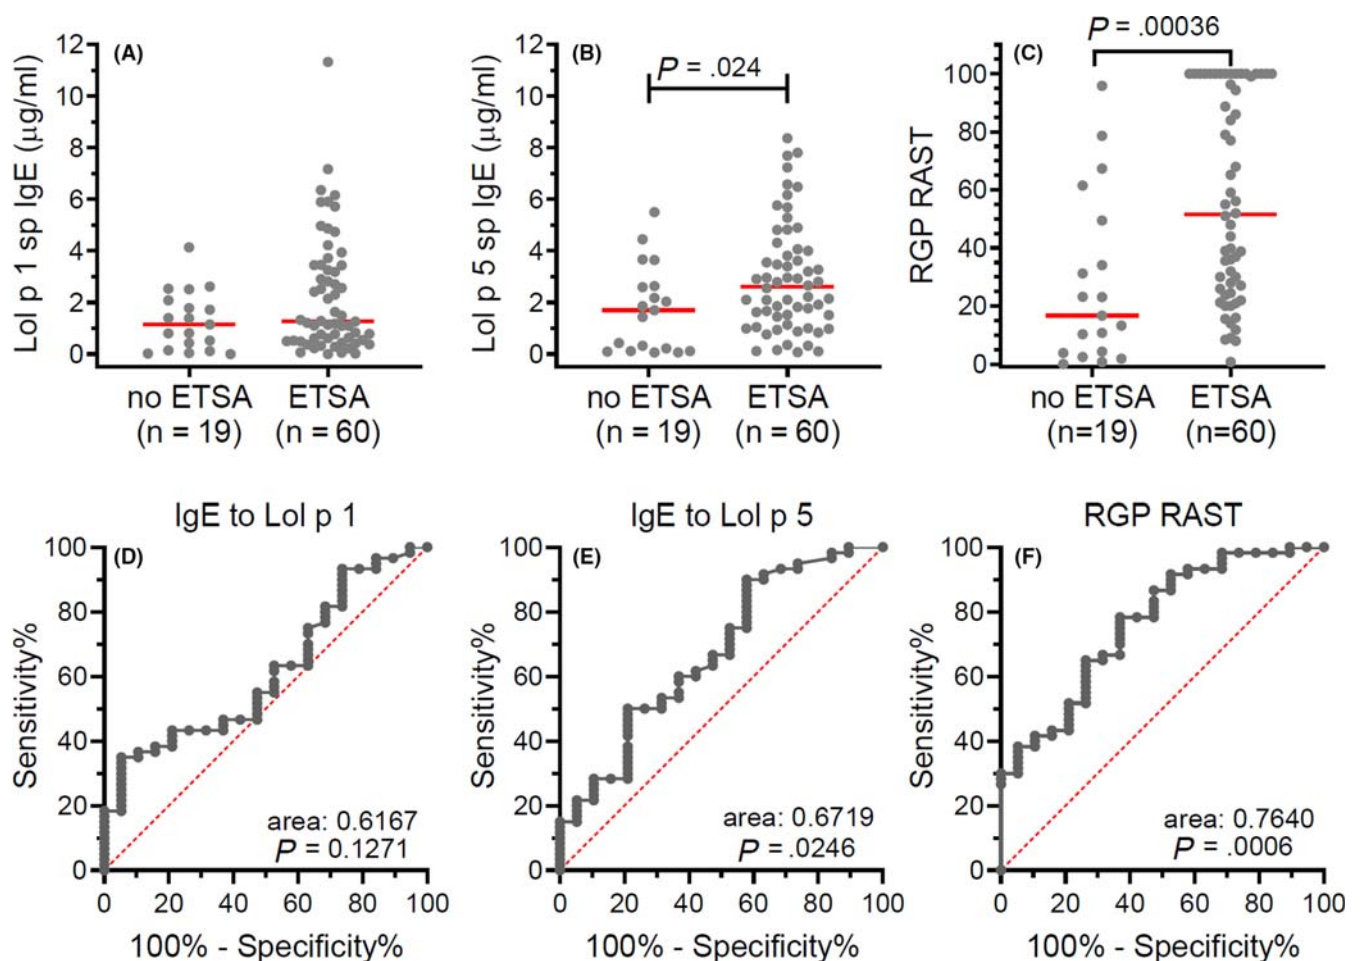 (A)
Lol p 1 sp IgE (μg/ml)
12
10
8
6
4
2
0
no ETSA
(n = 19)
ETSA
(n = 60)
(B)
P = .024
Lol p 5 sp IgE (μg/ml)
12
10
8
6
4
2
0
no ETSA
(n = 19)
ETSA
(n = 60)
(C)
P = .00036
RGP RAST
100
80
60
40
20
0
no ETSA
(n=19)
ETSA
(n=60)
IgE to Lol p 1
(D)
Sensitivity%
100
80
60
40
20
0
area: 0.6167
P = 0.1271
0 20 40 60 80 100
100% - Specificity%
IgE to Lol p 5
(E)
Sensitivity%
100
80
60
40
20
0
area: 0.6719
P = .0246
0 20 40 60 80 100
100% - Specificity%
RGP RAST
(F)
Sensitivity%
100
80
60
40
20
0
area: 0.7640
P = .0006
0 20 40 60 80 100
100% - Specificity%